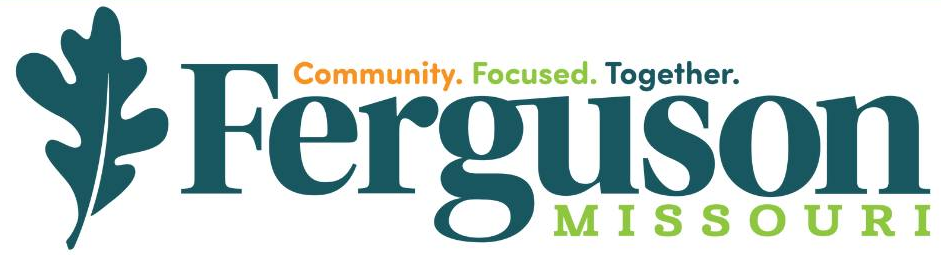 Community. Focused. Together.
Ferguson
MISSOURI